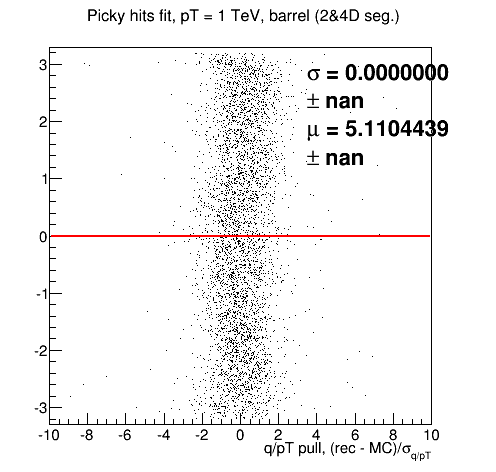 Picky hits fit, pT = 1 TeV, barrel (2&4D seg.)
σ = 0.0000000
± nan
μ = 5.1104439
± nan
3
2
1
0
-1
-2
-3
-10 -8 -6 -4 -2 0 2 4 6 8 10
q/pT pull, (rec - MC)/σq/pT